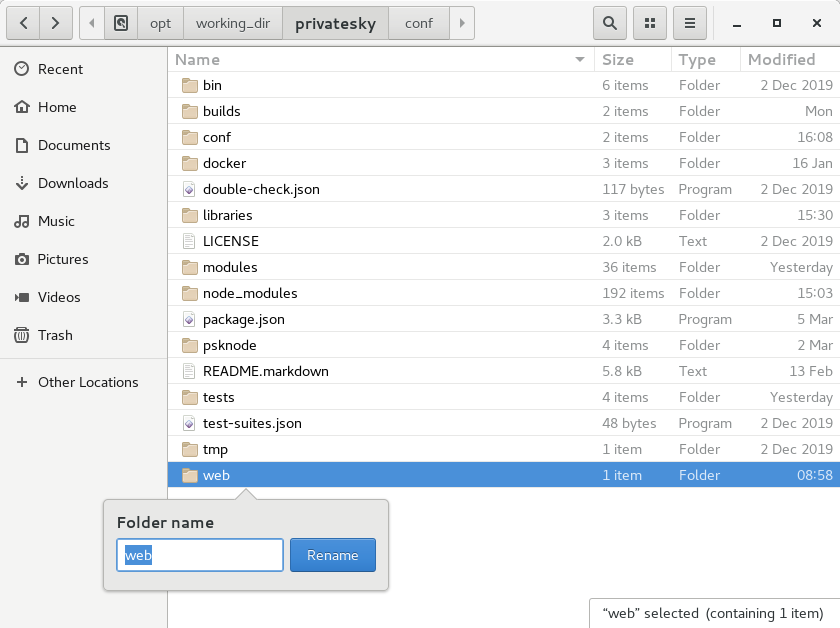 opt working_dir privatesky conf
Name Size Type Modified
Recent
Home
Documents
Downloads
Music
Pictures
Videos
Trash
Other Locations
bin 6 items Folder 2 Dec 2019
builds 2 items Folder Mon
conf 2 items Folder 16:08
docker 3 items Folder 16 Jan
double-check.json 117 bytes Program 2 Dec 2019
libraries 3 items Folder 15:30
LICENSE 2.0 kB Text 2 Dec 2019
modules 36 items Folder Yesterday
node_modules 192 items Folder 15:03
package.json 3.3 kB Program 5 Mar
psknode 4 items Folder 2 Mar
README.markdown 5.8 kB Text 13 Feb
tests 4 items Folder Yesterday
test-suites.json 48 bytes Program 2 Dec 2019
tmp 1 item Folder 2 Dec 2019
web 1 item Folder 08:58
Folder name
web Rename
“web” selected (containing 1 item)